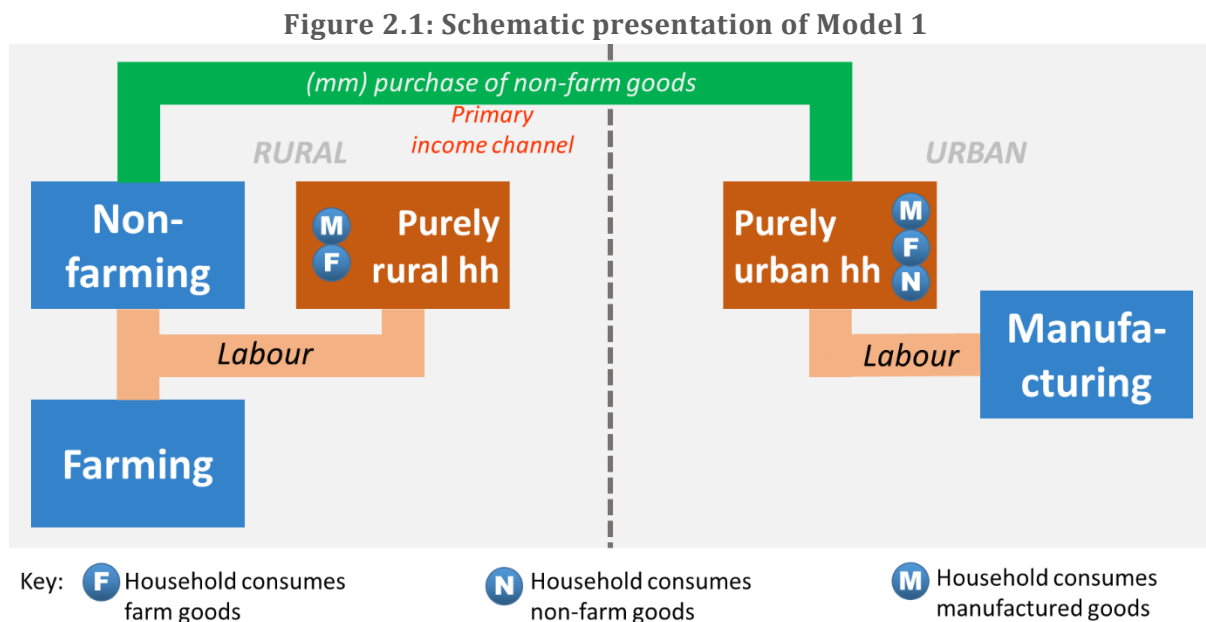 Figure 2.1: Schematic presentation of Model 1
(mm) purchase of non-farm goods
Primary
income channel
RURAL
URBAN
Non-
farming
M
F
Purely
rural hh
Purely
urban hh
M
F
N
Labour
Labour
Manufa-
cturing
Farming
Key:
F Household consumes
farm goods
N Household consumes
non-farm goods
M Household consumes
manufactured goods